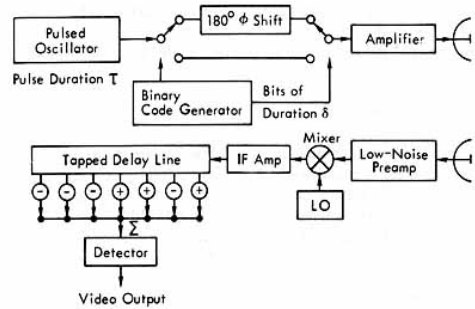 Pulsed
Oscillator
180° ϕ Shift
Amplifier
Pulse Duration τ
Binary
Code Generator
Bits of
Duration δ
Mixer
Tapped Delay Line
IF Amp
Low-Noise
Preamp
LO
- - - + + - +
Σ
Detector
Video Output